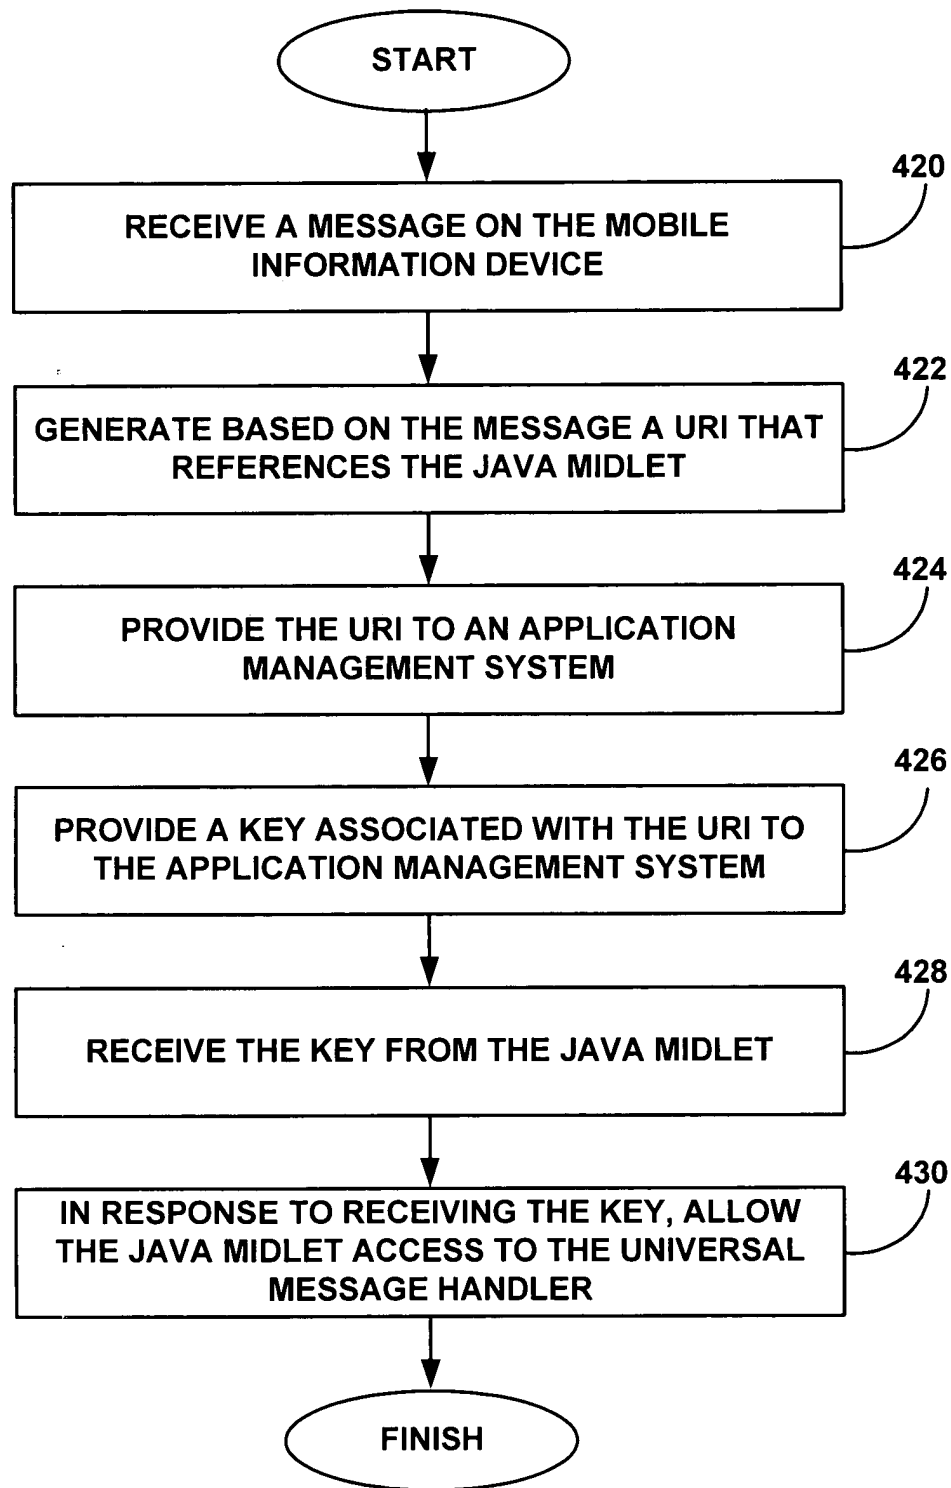 START
420
RECEIVE A MESSAGE ON THE MOBILE
INFORMATION DEVICE
422
GENERATE BASED ON THE MESSAGE A URI THAT
REFERENCES THE JAVA MIDLET
424
PROVIDE THE URI TO AN APPLICATION
MANAGEMENT SYSTEM
426
PROVIDE A KEY ASSOCIATED WITH THE URI TO
THE APPLICATION MANAGEMENT SYSTEM
428
RECEIVE THE KEY FROM THE JAVA MIDLET
430
IN RESPONSE TO RECEIVING THE KEY, ALLOW
THE JAVA MIDLET ACCESS TO THE UNIVERSAL
MESSAGE HANDLER
FINISH